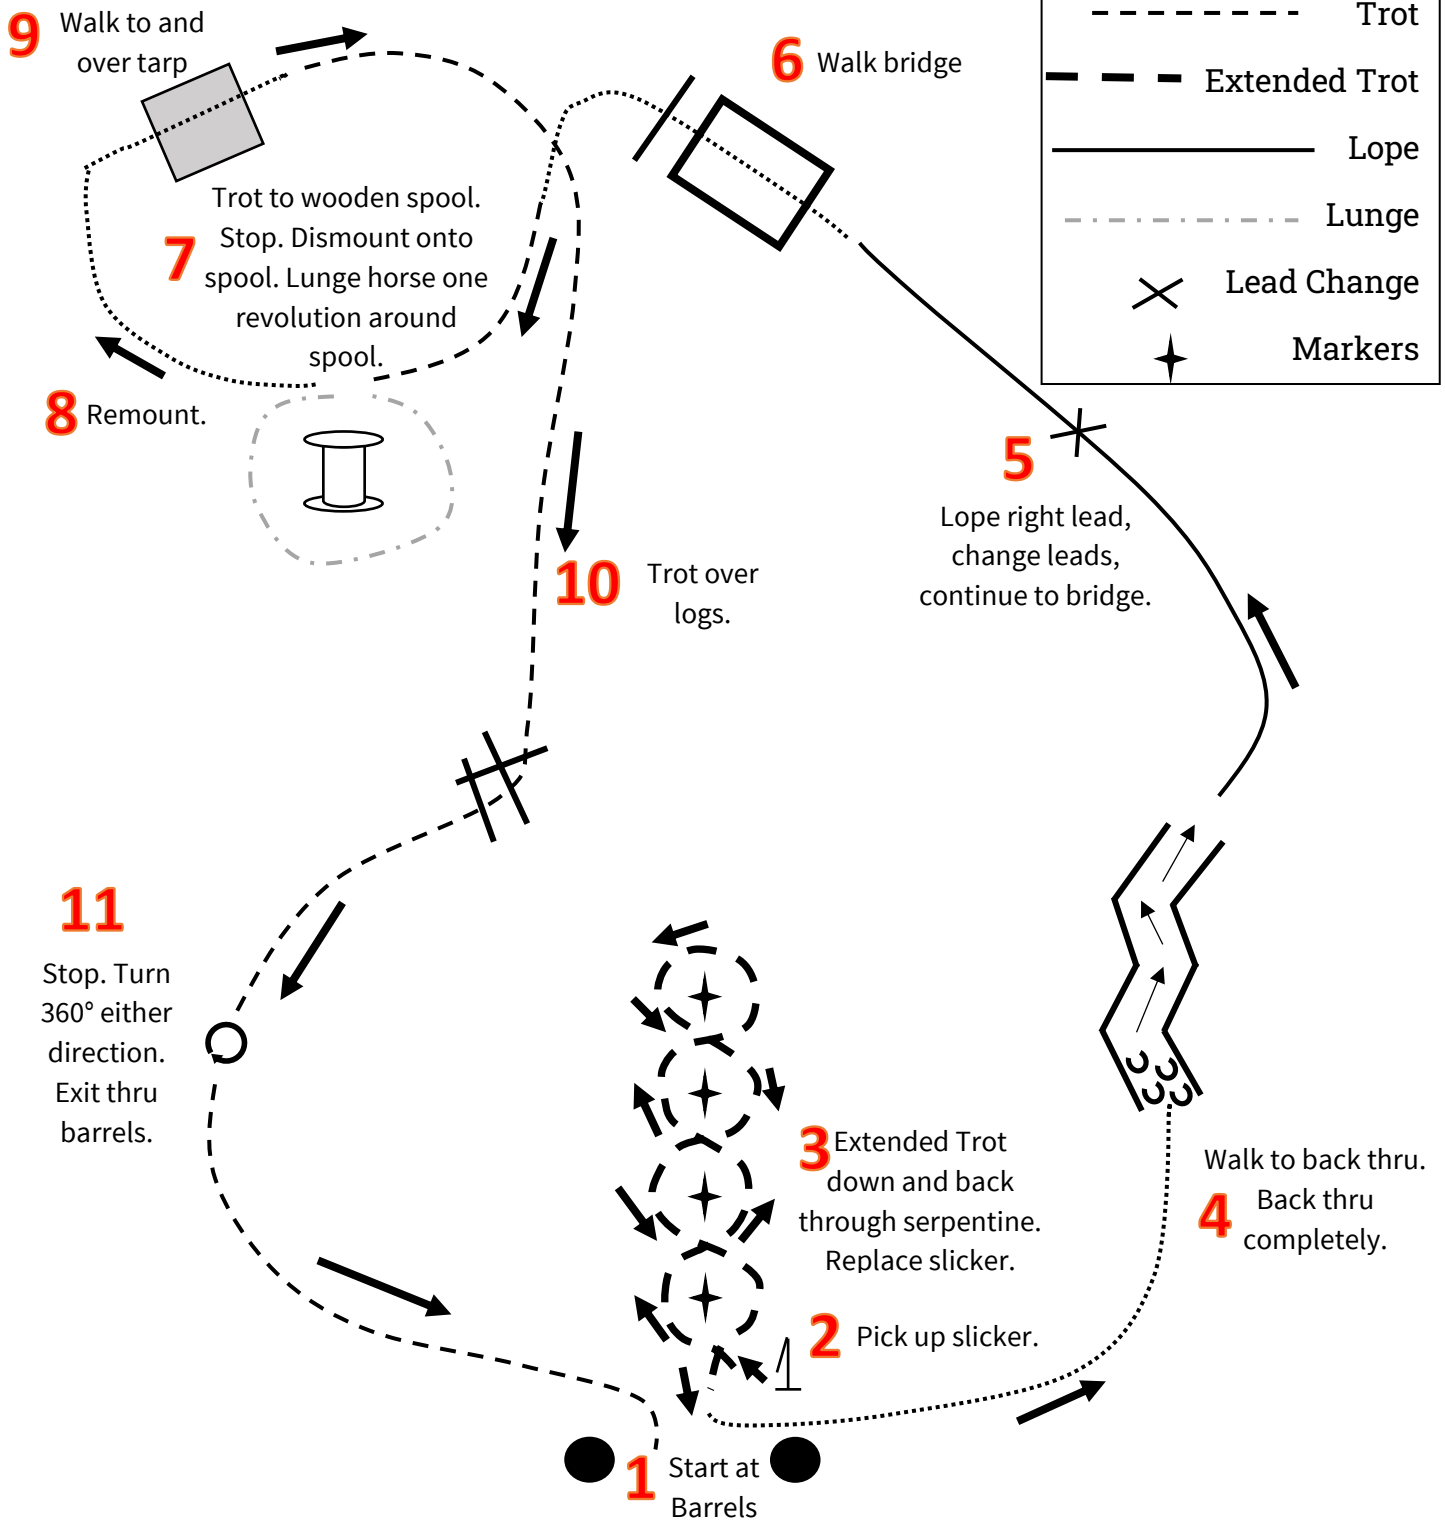 9 Walk to and
over tarp
6 Walk bridge
Trot
Extended Trot
Lope
Lunge
Lead Change
Markers
7
Trot to wooden spool.
Stop. Dismount onto
spool. Lunge horse one
revolution around
spool.
8 Remount.
5
Lope right lead,
change leads,
continue to bridge.
10
Trot over
logs.
11
Stop. Turn
360° either
direction.
Exit thru
barrels.
3 Extended Trot
down and back
through serpentine.
Replace slicker.
4
Walk to back thru.
Back thru
completely.
2 Pick up slicker.
1 Start at
Barrels